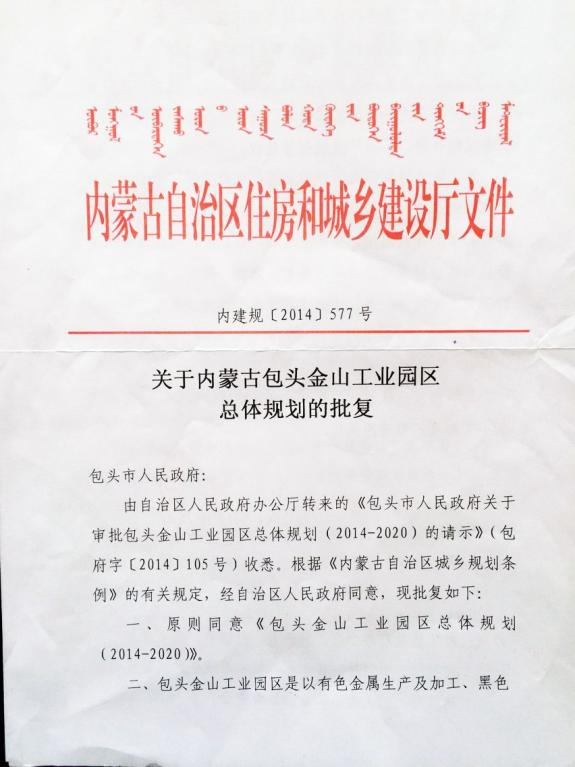 内蒙古自治区住房和城乡建设厅文件
内建规〔2014〕577号
关于内蒙古包头金山工业园区
总体规划的批复
包头市人民政府：
由自治区人民政府办公厅转来的《包头市人民政府关于
审批包头金山工业园区总体规划（2014-2020）的请示》（包
府字〔2014〕105号）收悉。根据《内蒙古自治区城乡规划条
例》的有关规定，经自治区人民政府同意，现批复如下：
一、原则同意《包头金山工业园区总体规划
（2014-2020）》。
二、包头金山工业园区是以有色金属生产及加工、黑色